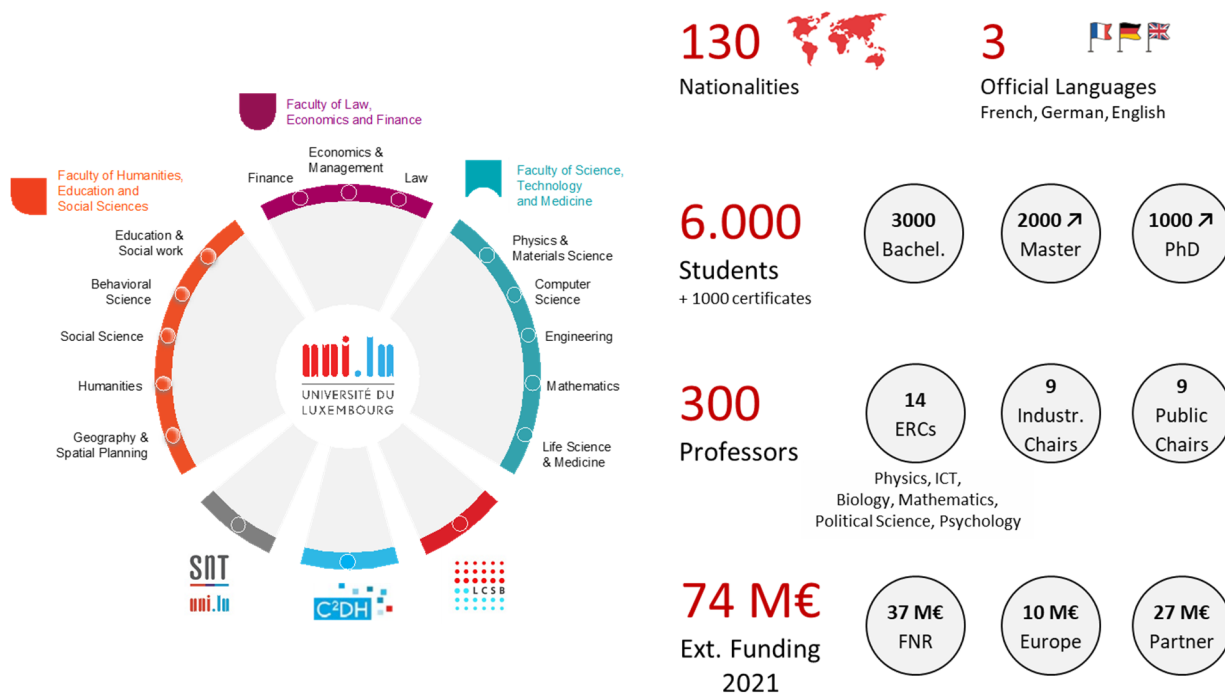 Faculty of Law,
Economics and Finance
Faculty of Humanities,
Education and
Social Sciences
Faculty of Science,
Technology
and Medicine
Finance
Economics &
Management
Law
Education &
Social work
Behavioral
Science
Social Science
Humanities
Geography &
Spatial Planning
Physics &
Materials Science
Computer
Science
Engineering
Mathematics
Life Science
& Medicine
uni.lu
UNIVERSITÉ DU
LUXEMBOURG
SNT
uni.lu
C²DH
LCSB
130
Nationalities
3
Official Languages
French, German, English
6.000
Students
+ 1000 certificates
3000
Bachel.
2000 ↗
Master
1000 ↗
PhD
300
Professors
14
ERCs
9
Industr.
Chairs
9
Public
Chairs
Physics, ICT,
Biology, Mathematics,
Political Science, Psychology
74 M€
Ext. Funding
2021
37 M€
FNR
10 M€
Europe
27 M€
Partner